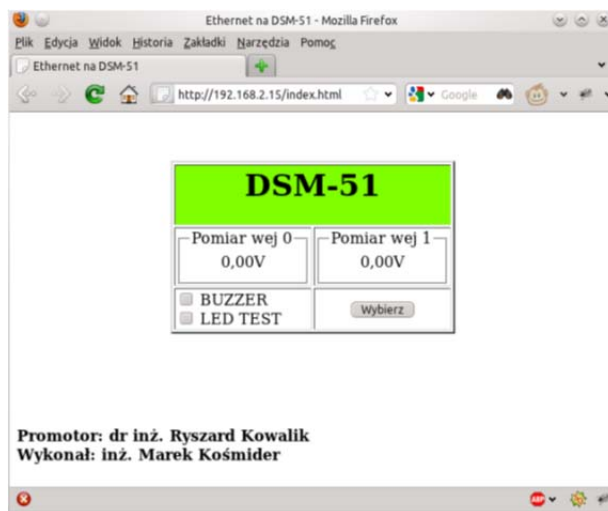 Ethernet na DSM-51 - Mozilla Firefox
Plik Edycja Widok Historia Zakładki Narzędzia Pomoc
Ethernet na DSM-51
http://192.168.2.15/index.html Google
DSM-51
Pomiar wej 0 Pomiar wej 1
0,00V 0,00V
BUZZER
Wybierz
LED TEST
Promotor: dr inż. Ryszard Kowalik
Wykonał: inż. Marek Kośmider
ABP